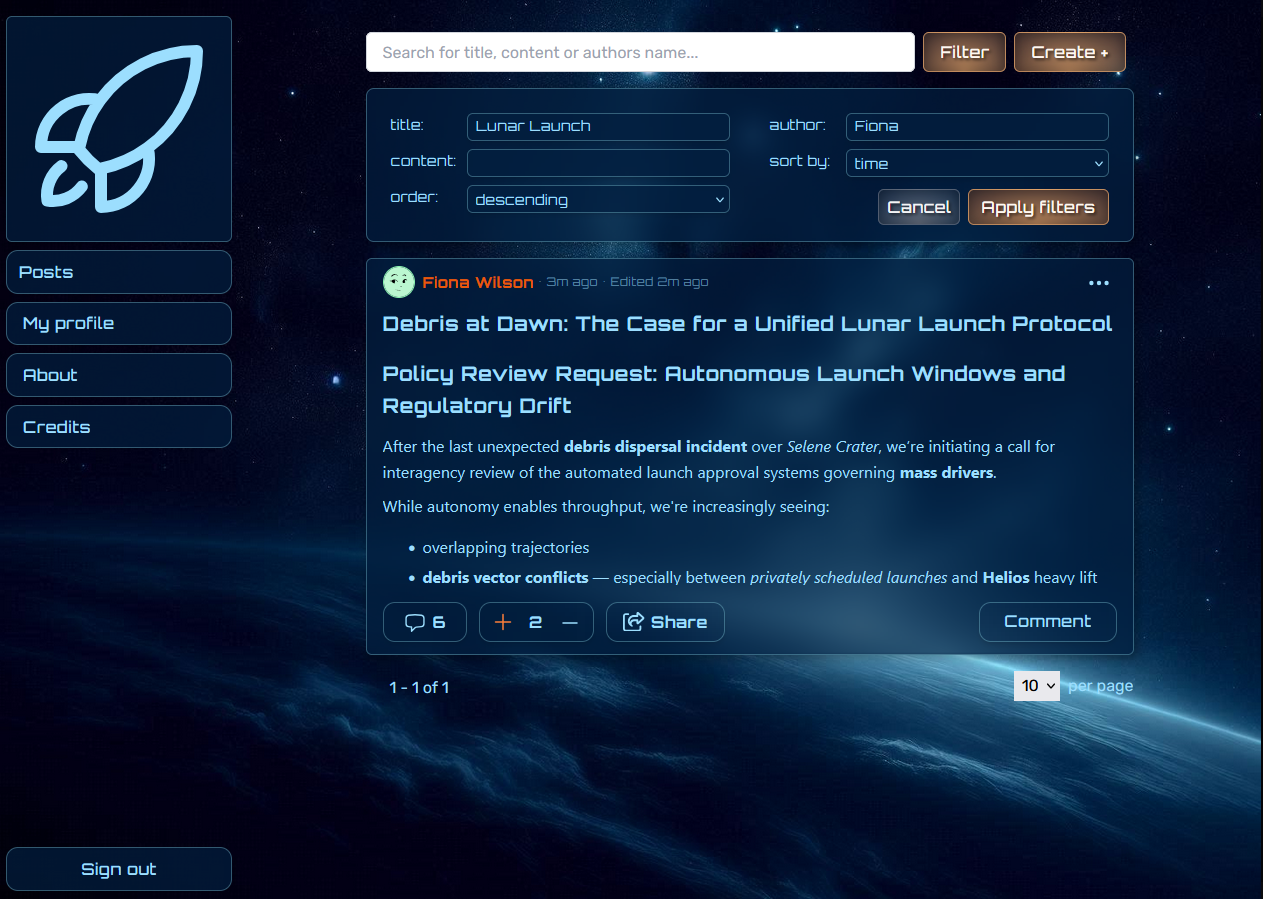 Search for title, content or authors name...
Filter
Create +
title:
Lunar Launch
author:
Fiona
content:
sort by:
time
order:
descending
Cancel
Apply filters
Posts
My profile
About
Credits
Fiona Wilson · 3m ago · Edited 2m ago
Debris at Dawn: The Case for a Unified Lunar Launch Protocol
Policy Review Request: Autonomous Launch Windows and
Regulatory Drift
After the last unexpected debris dispersal incident over Selene Crater, we're initiating a call for
interagency review of the automated launch approval systems governing mass drivers.
While autonomy enables throughput, we're increasingly seeing:
• overlapping trajectories
• debris vector conflicts — especially between privately scheduled launches and Helios heavy lift
6
+ 2 —
Share
Comment
1 - 1 of 1
10
per page
Sign out